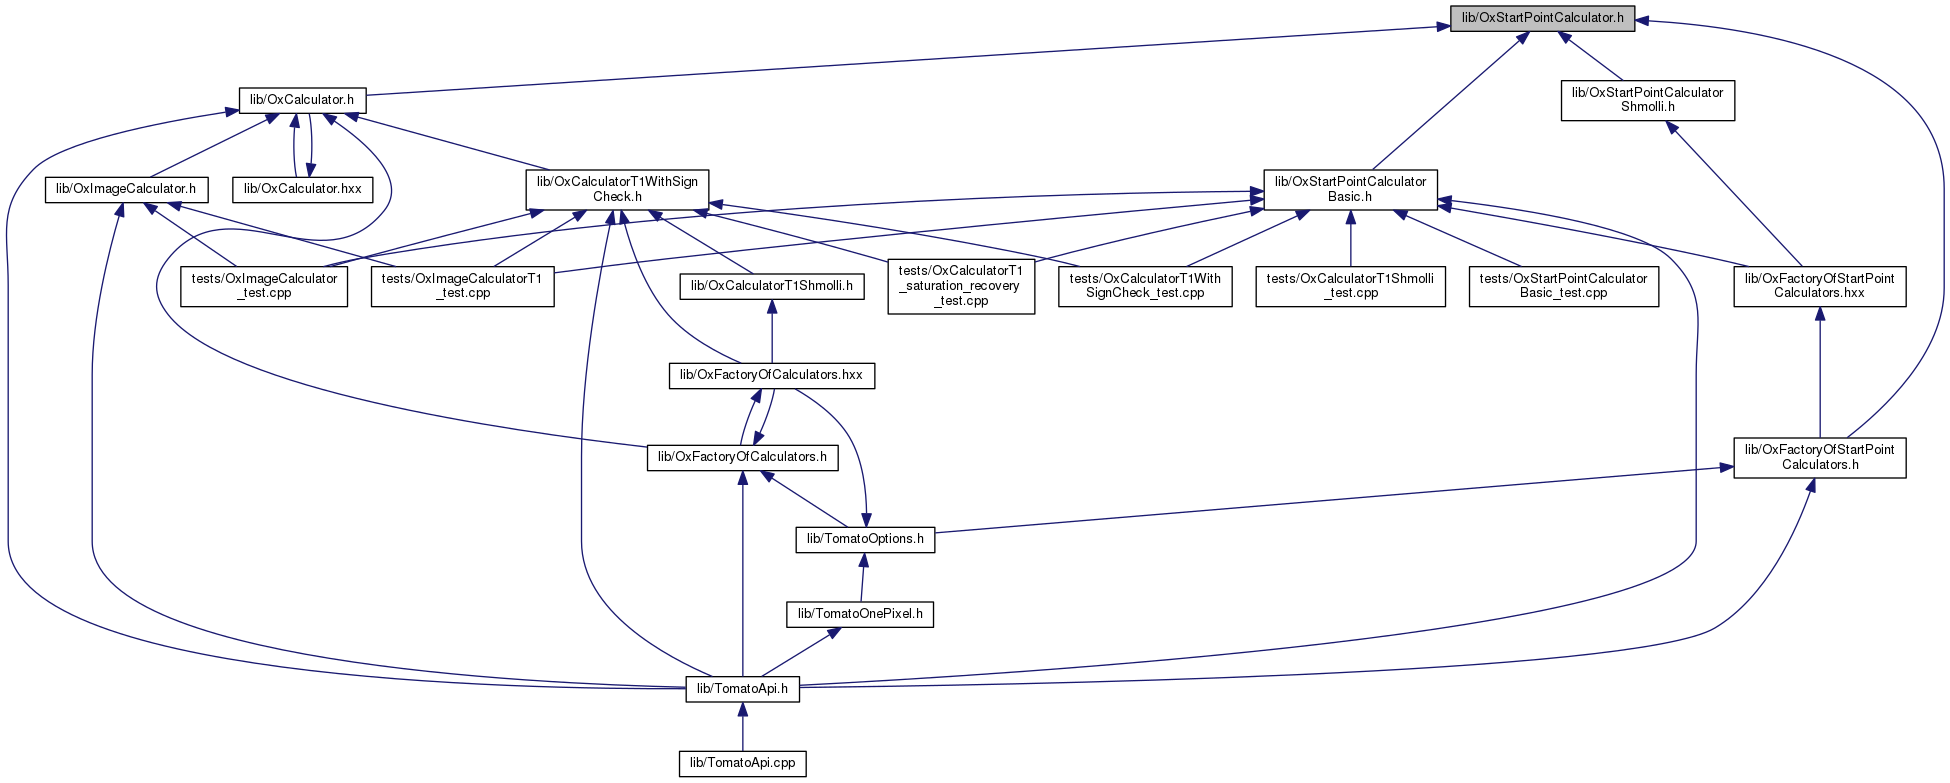 lib/OxStartPointCalculator.h
lib/OxCalculator.h
lib/OxStartPointCalculator
Shmolli.h
lib/OxImageCalculator.h
lib/OxCalculator.hxx
lib/OxCalculatorT1WithSign
Check.h
lib/OxStartPointCalculator
Basic.h
tests/OxImageCalculator
_test.cpp
tests/OxImageCalculatorT1
_test.cpp
lib/OxCalculatorT1Shmolli.h
tests/OxCalculatorT1
_saturation_recovery
_test.cpp
tests/OxCalculatorT1With
SignCheck_test.cpp
tests/OxCalculatorT1Shmolli
_test.cpp
tests/OxStartPointCalculator
Basic_test.cpp
lib/OxFactoryOfStartPoint
Calculators.hxx
lib/OxFactoryOfCalculators.hxx
lib/OxFactoryOfCalculators.h
lib/OxFactoryOfStartPoint
Calculators.h
lib/TomatoOptions.h
lib/TomatoOnePixel.h
lib/TomatoApi.h
lib/TomatoApi.cpp